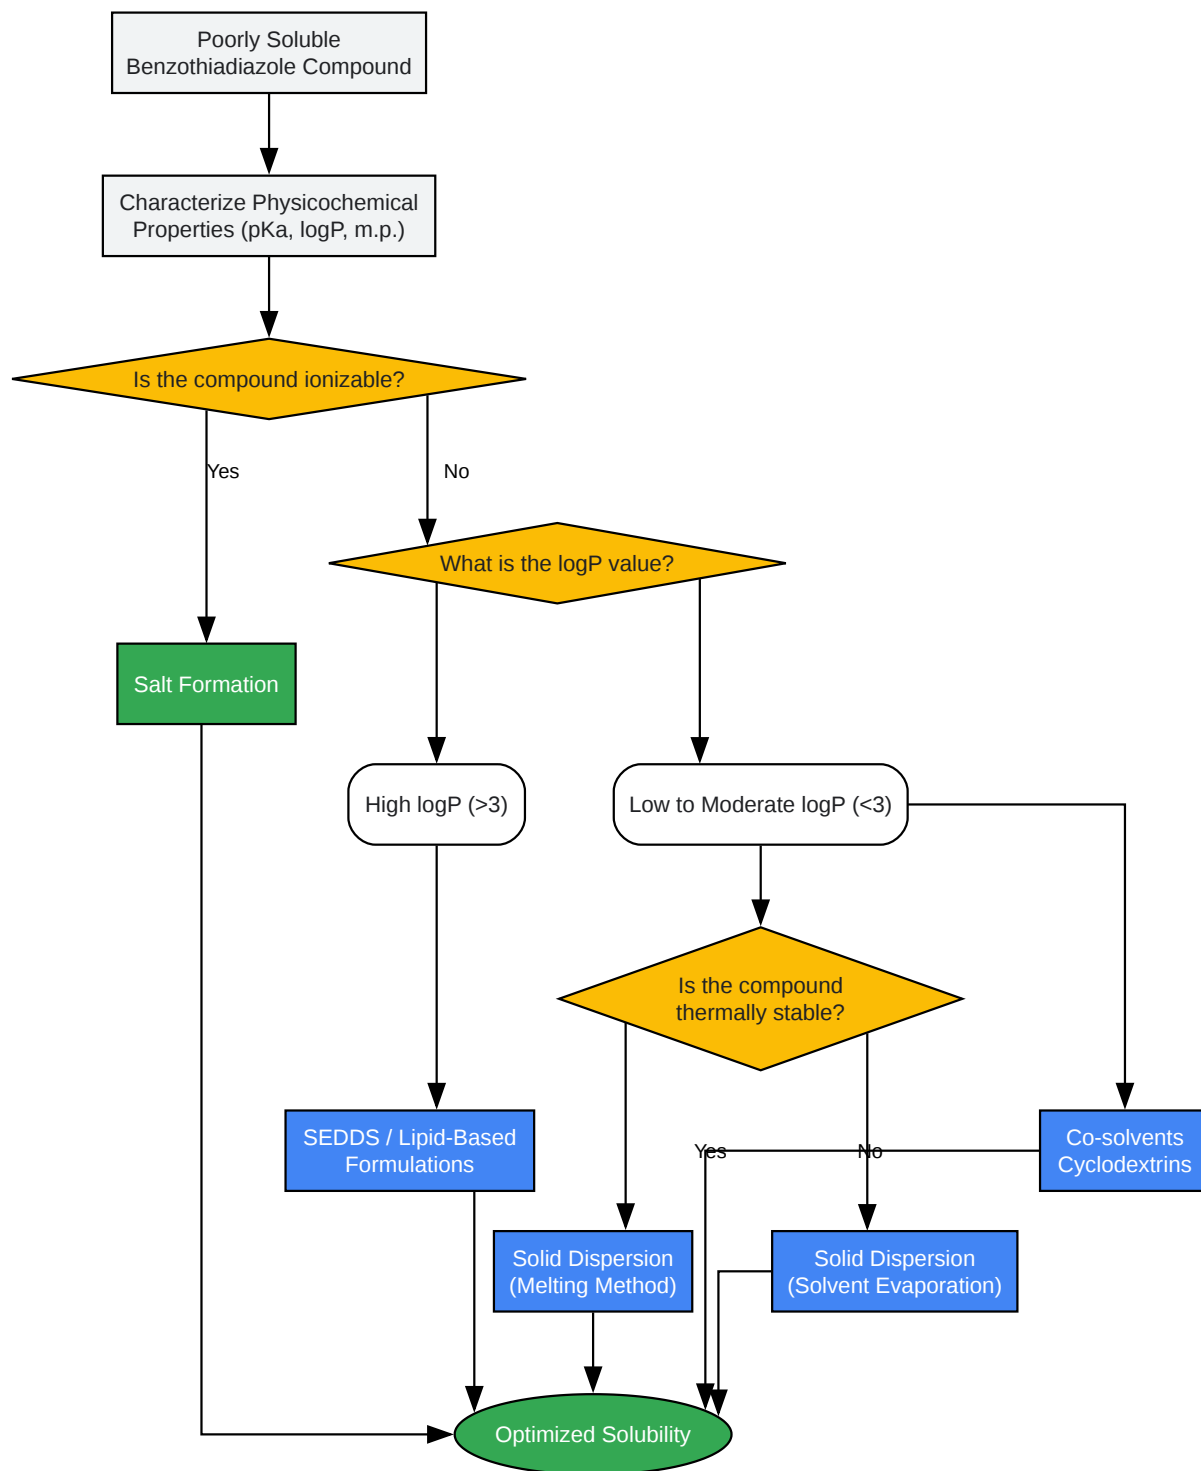 Poorly Soluble
Benzothiadiazole Compound
Characterize Physicochemical
Properties (pKa, logP, m.p.)
Is the compound ionizable?
Yes
No
What is the logP value?
Salt Formation
High logP (>3)
Low to Moderate logP (<3)
Is the compound
thermally stable?
SEDDS / Lipid-Based
Formulations
Yes
No
Co-solvents
Cyclodextrins
Solid Dispersion
(Melting Method)
Solid Dispersion
(Solvent Evaporation)
Optimized Solubility